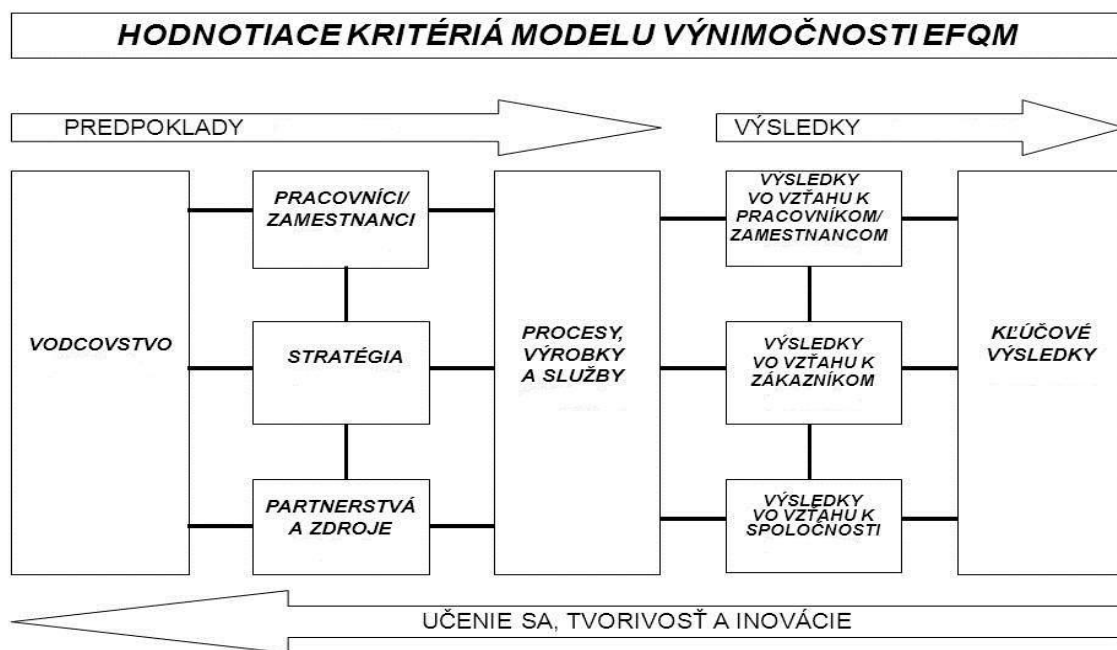 HODNOTIACE KRITÉRIÁ MODELU VÝNIMOČNOSTI EFQM
PREDPOKLADY
VÝSLEDKY
VODCOVSTVO
PRACOVNÍCI/
ZAMESTNANCI
STRATÉGIA
PARTNERSTVÁ
A ZDROJE
PROCESY,
VÝROBKY
A SLUŽBY
VÝSLEDKY
VO VZŤAHU K
PRACOVNÍKOM/
ZAMESTNANCOM
VÝSLEDKY
VO VZŤAHU K
ZÁKAZNÍKOM
VÝSLEDKY
VO VZŤAHU K
SPOLOČNOSTI
KĽÚČOVÉ
VÝSLEDKY
UČENIE SA, TVORIVOSŤ A INOVÁCIE